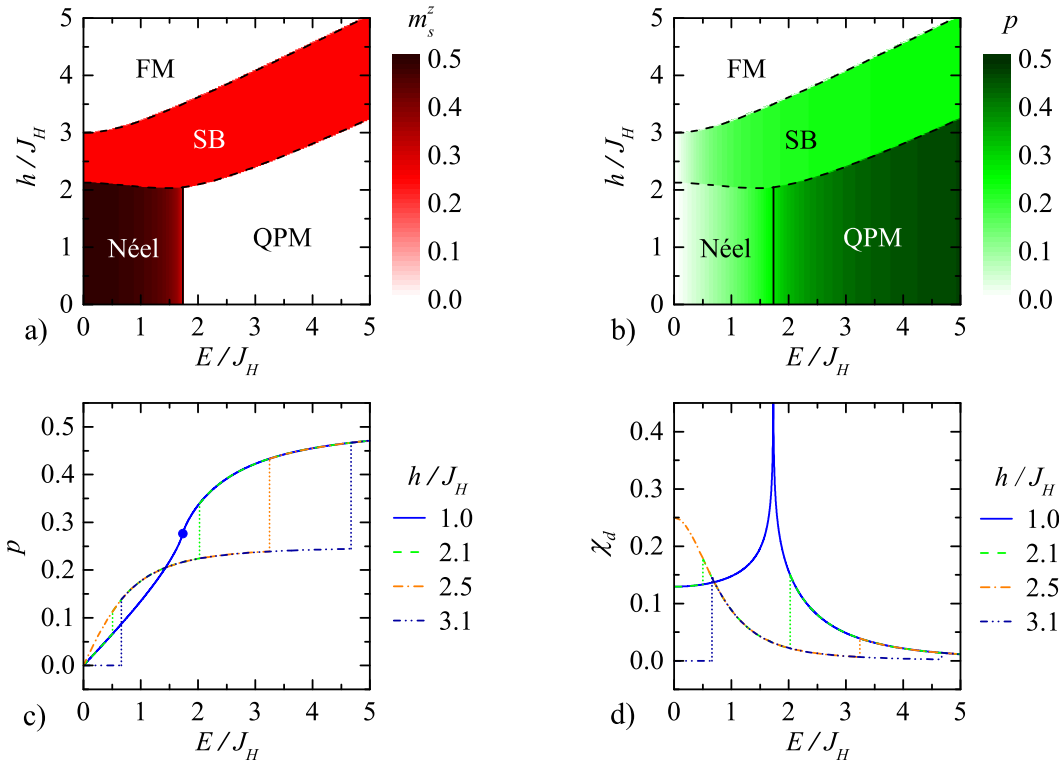 5
4
3
2
1
0
h / J_H
FM
SB
Néel
QPM
0 1 2 3 4 5
E / J_H
a)
m_s^z
0.5
0.4
0.3
0.2
0.1
0.0
5
4
3
2
1
0
h / J_H
FM
SB
Néel
QPM
0 1 2 3 4 5
E / J_H
b)
p
0.5
0.4
0.3
0.2
0.1
0.0
0.5
0.4
0.3
0.2
0.1
0.0
p
0 1 2 3 4 5
E / J_H
c)
h / J_H
1.0
2.1
2.5
3.1
0.4
0.3
0.2
0.1
0.0
χ_d
0 1 2 3 4 5
E / J_H
d)
h / J_H
1.0
2.1
2.5
3.1